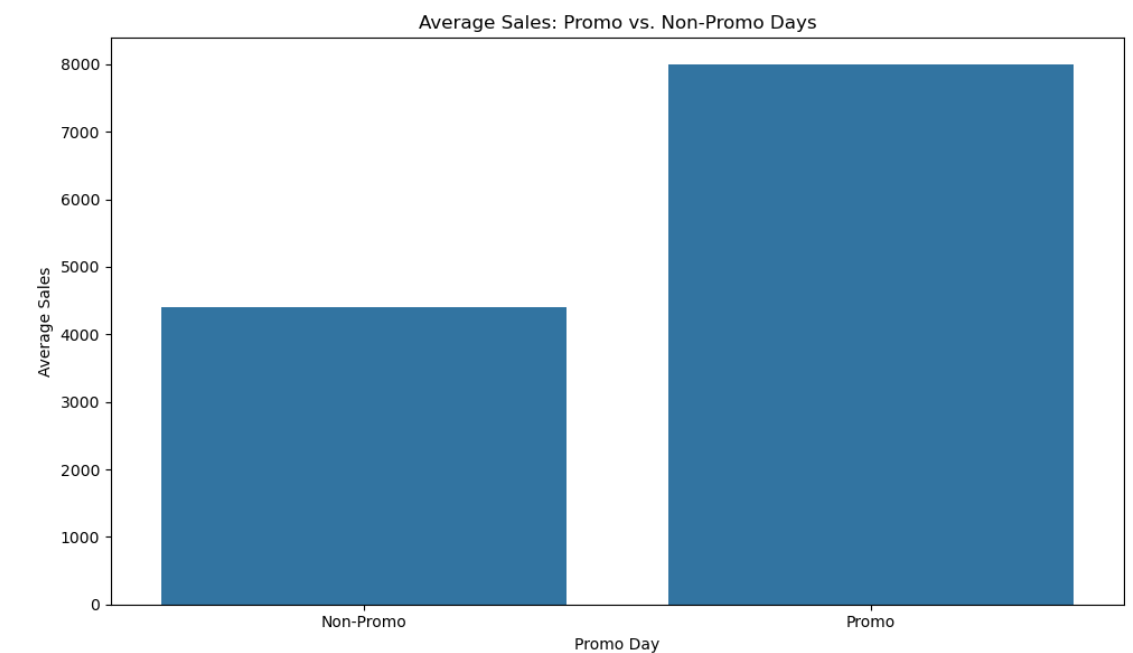 Average Sales: Promo vs. Non-Promo Days
8000
7000
6000
5000
4000
3000
2000
1000
0
Average Sales
Non-Promo
Promo
Promo Day